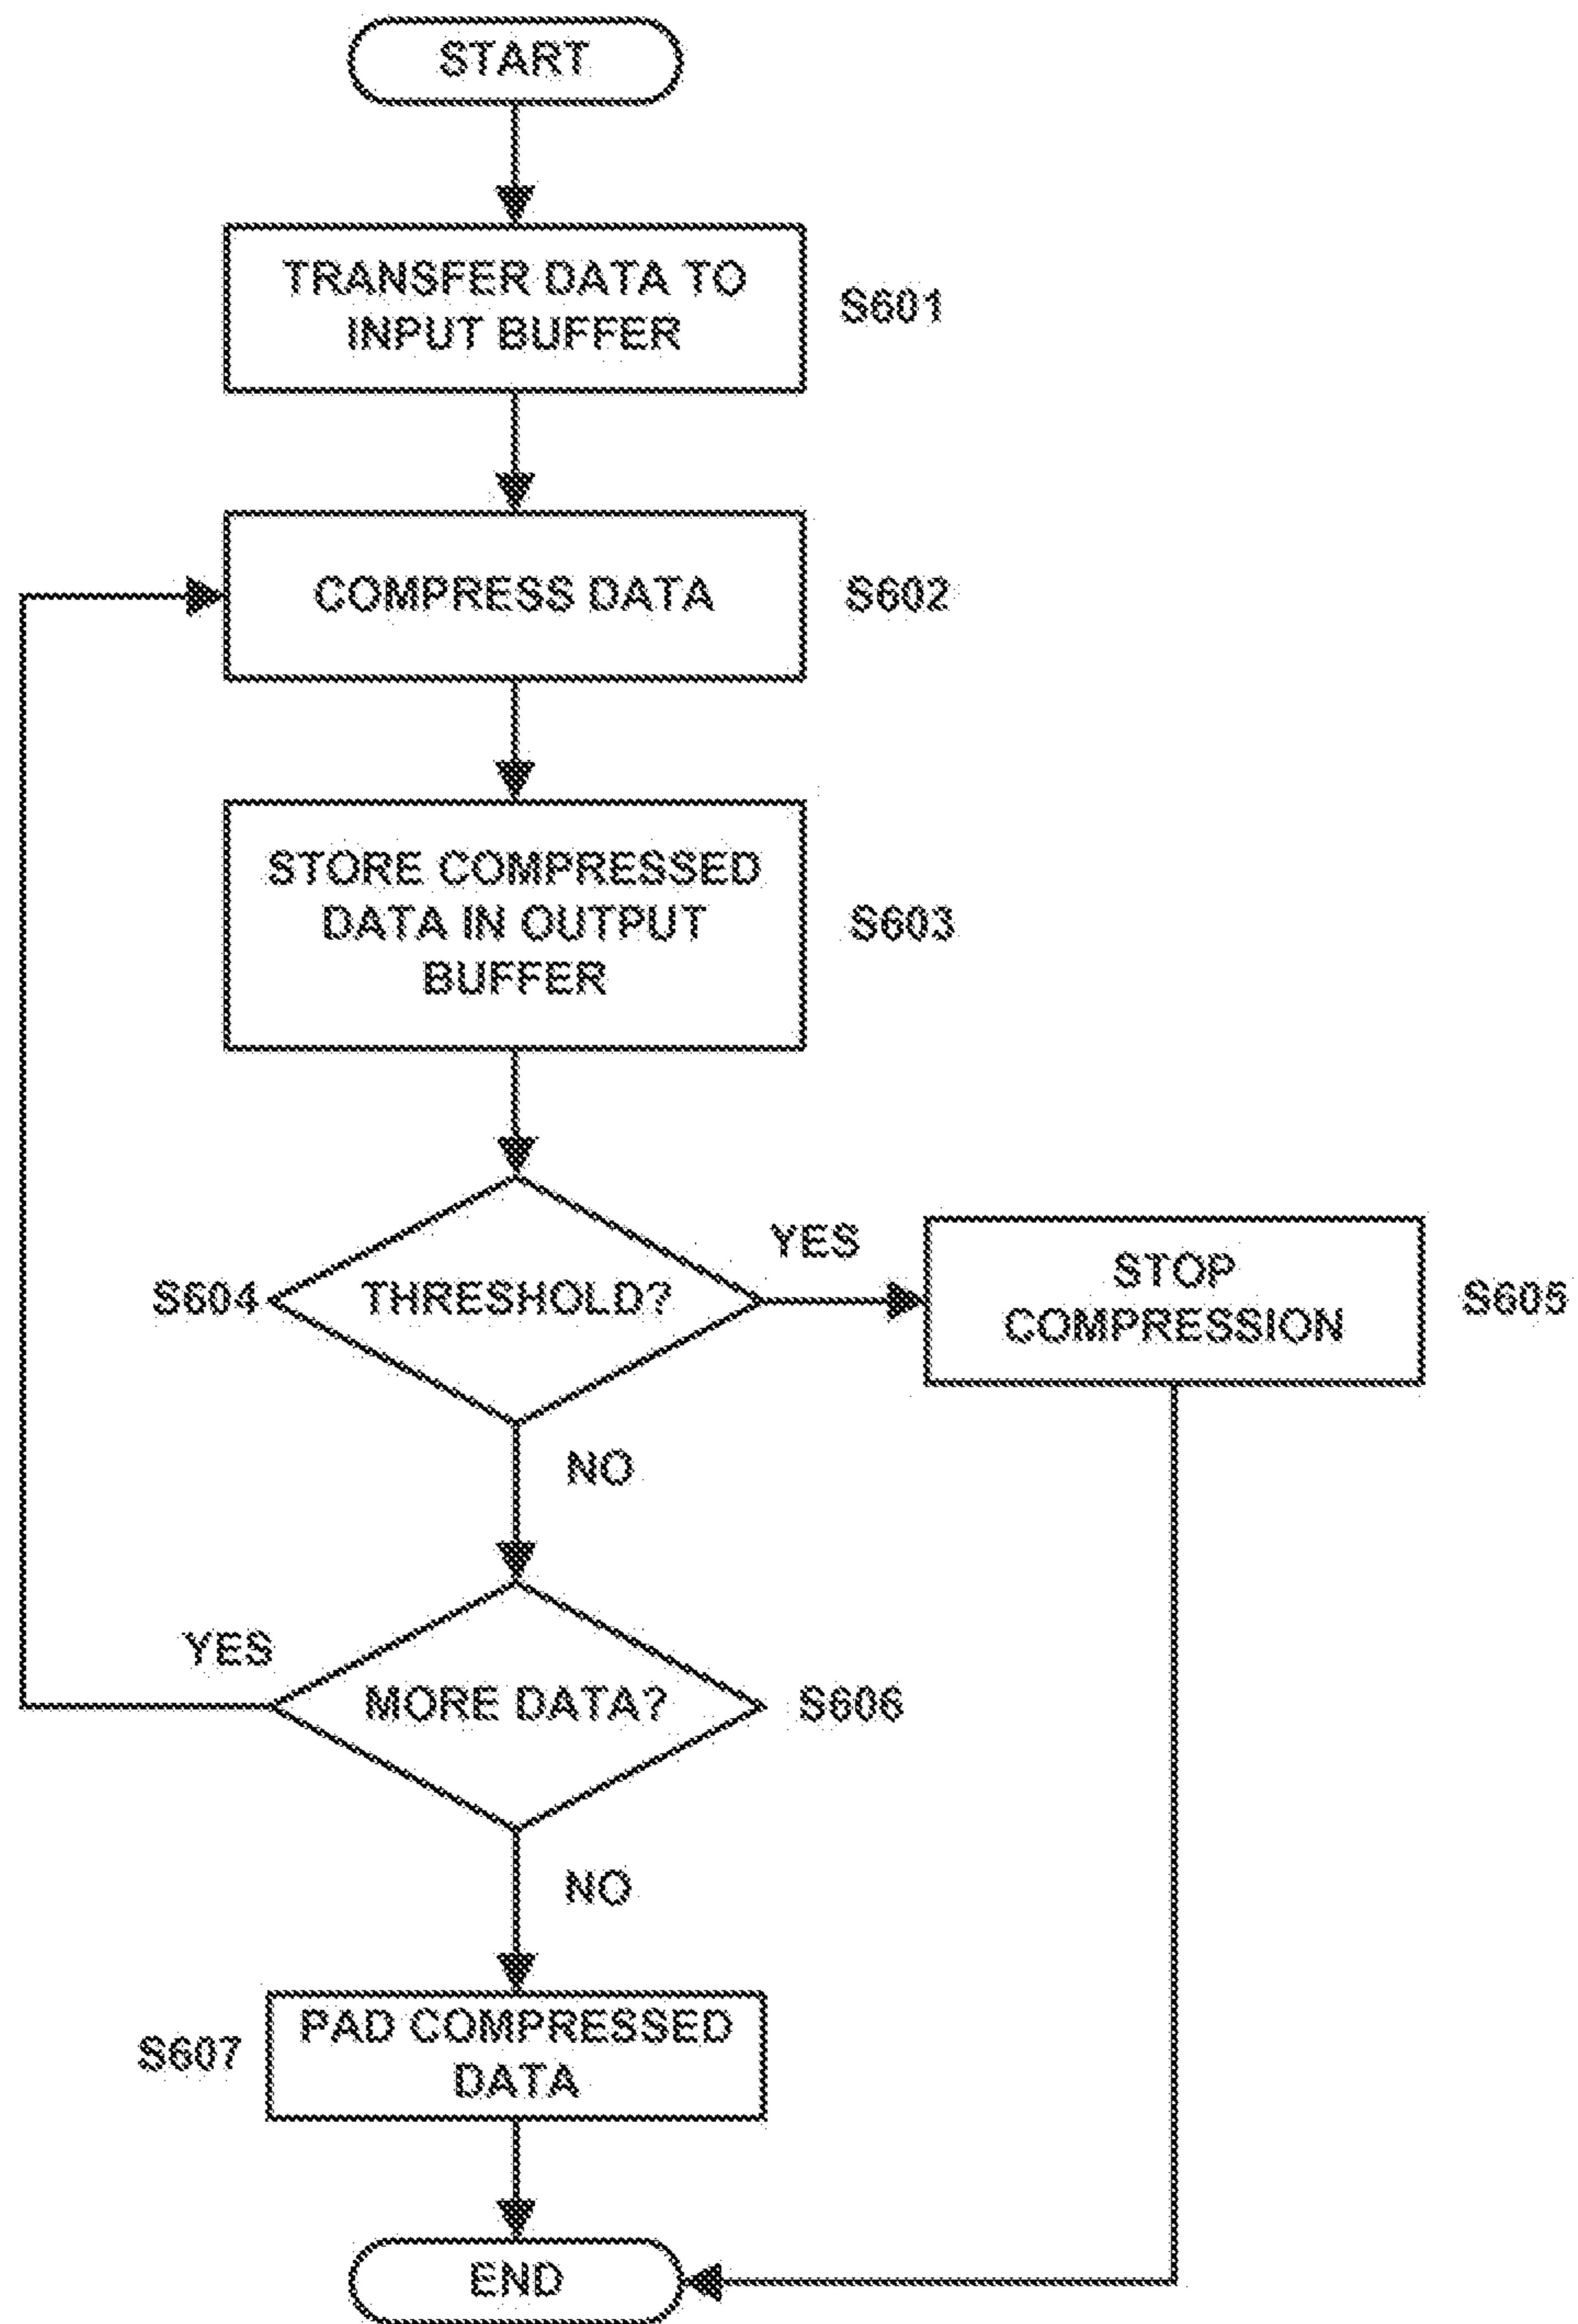 START
TRANSFER DATA TO
INPUT BUFFER
S601
COMPRESS DATA
S602
STORE COMPRESSED
DATA IN OUTPUT
BUFFER
S603
S604
THRESHOLD?
YES
STOP
COMPRESSION
S605
NO
YES
MORE DATA?
S606
NO
S607
PAD COMPRESSED
DATA
END